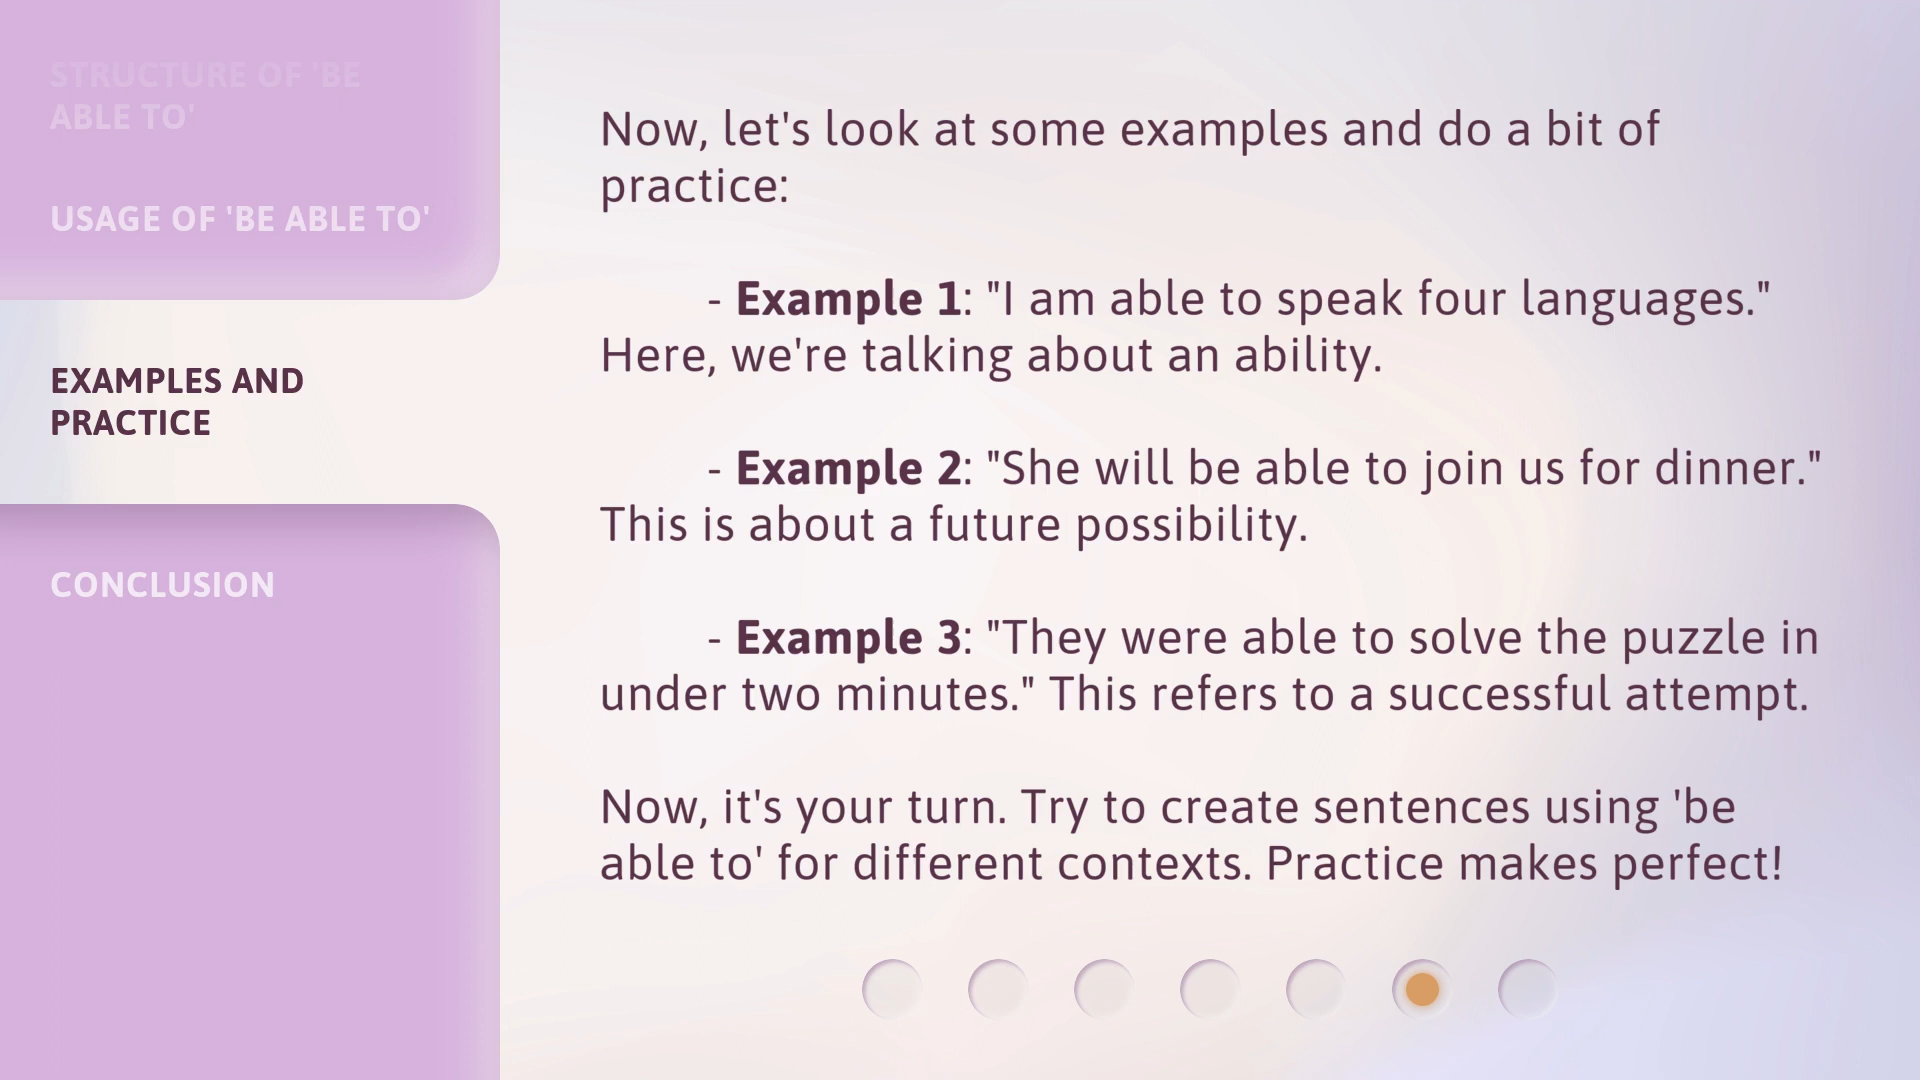 STRUCTURE OF 'BE
ABLE TO'
USAGE OF 'BE ABLE TO'
EXAMPLES AND
PRACTICE
CONCLUSION
Now, let's look at some examples and do a bit of
practice:
- Example 1: "I am able to speak four languages."
Here, we're talking about an ability.
- Example 2: "She will be able to join us for dinner."
This is about a future possibility.
- Example 3: "They were able to solve the puzzle in
under two minutes." This refers to a successful attempt.
Now, it's your turn. Try to create sentences using 'be
able to' for different contexts. Practice makes perfect!